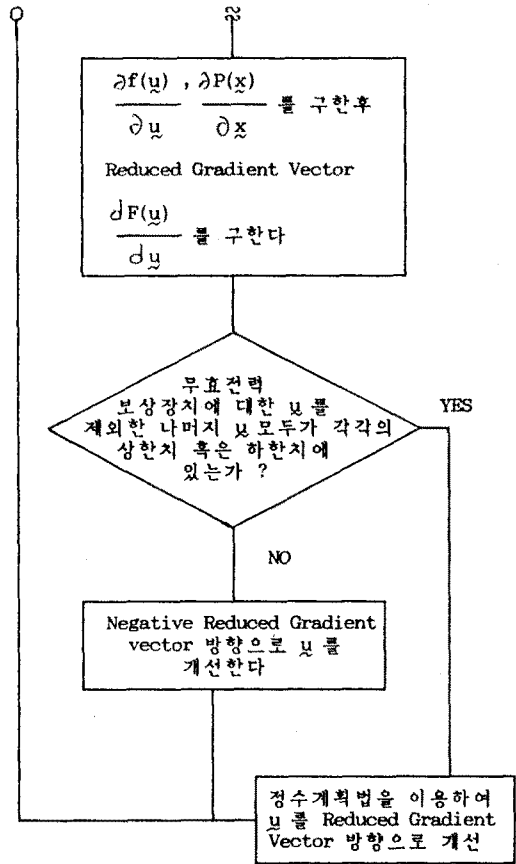 ∂f(u) , ∂P(x)
∂u ∂x 를 구한후
Reduced Gradient Vector
dF(u)
du 를 구한다
무효전력
보상장치에 대한 u 를
제외한 나머지 u 모두가 각각의
상한치 혹은 하한치에
있는가 ?
YES
NO
Negative Reduced Gradient
vector 방향으로 u 를
개선한다
정수계획법을 이용하여
u 를 Reduced Gradient
Vector 방향으로 개선